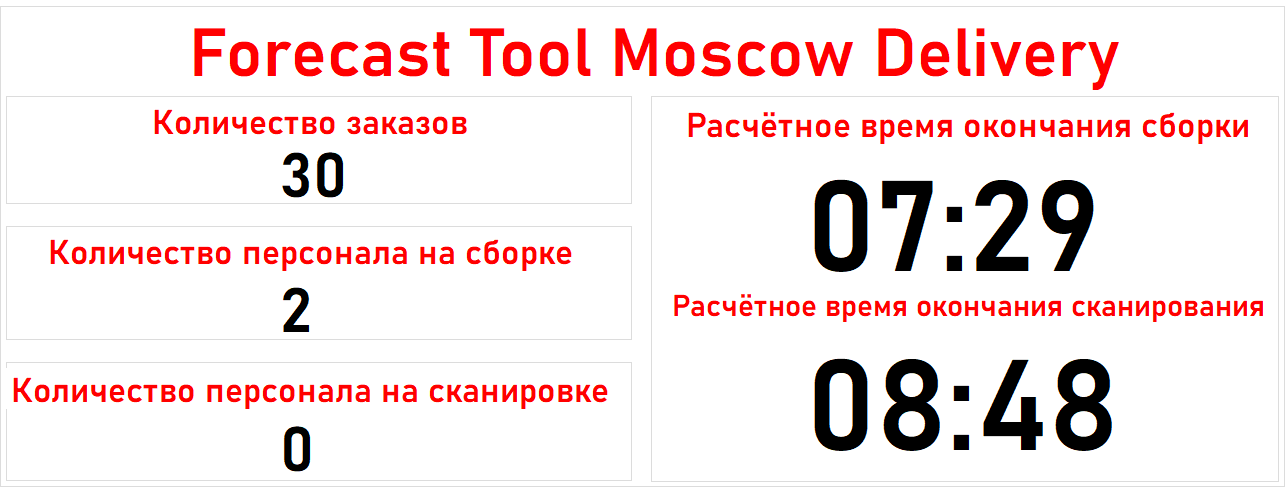 Forecast Tool Moscow Delivery
Количество заказов
30
Количество персонала на сборке
2
Количество персонала на сканировке
0
Расчётное время окончания сборки
07:29
Расчётное время окончания сканирования
08:48